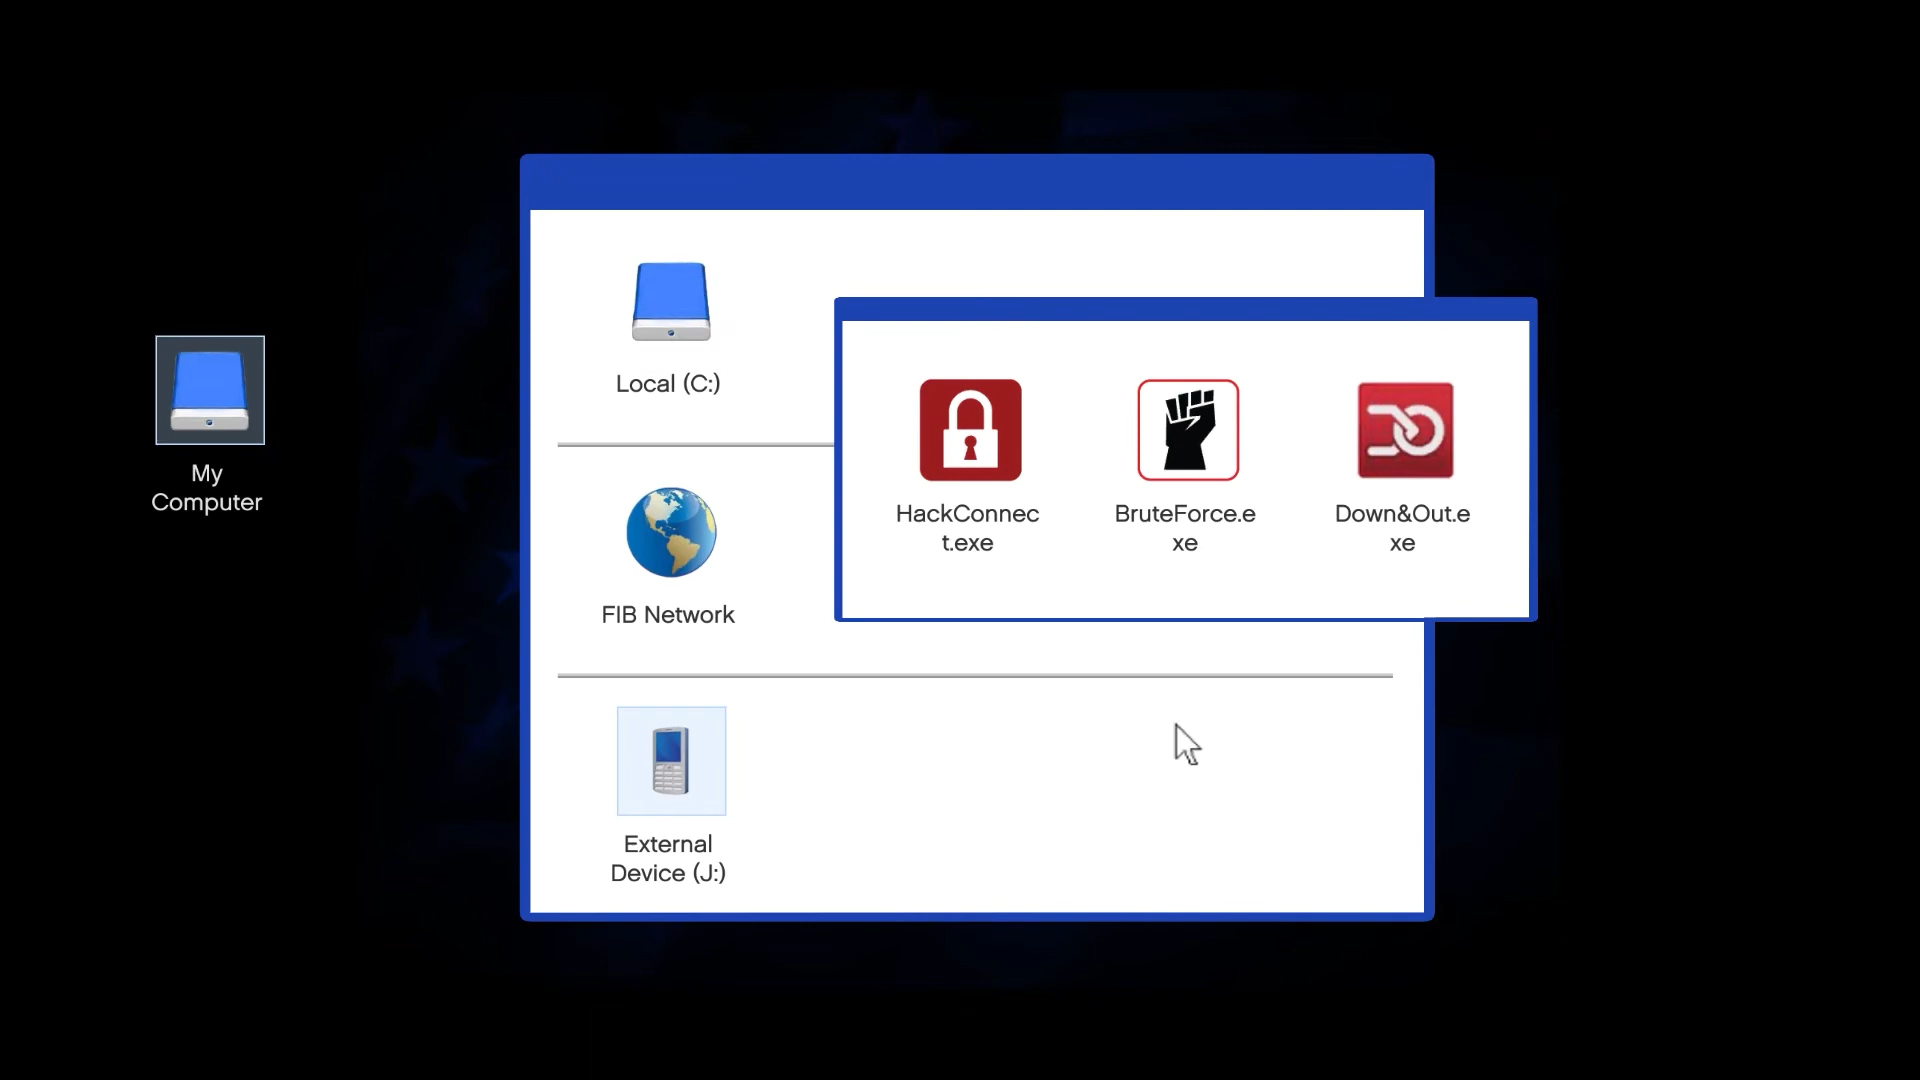 My
Computer
Local (C:)
FIB Network
External
Device (J:)
HackConnec
t.exe
BruteForce.e
xe
Down&Out.e
xe